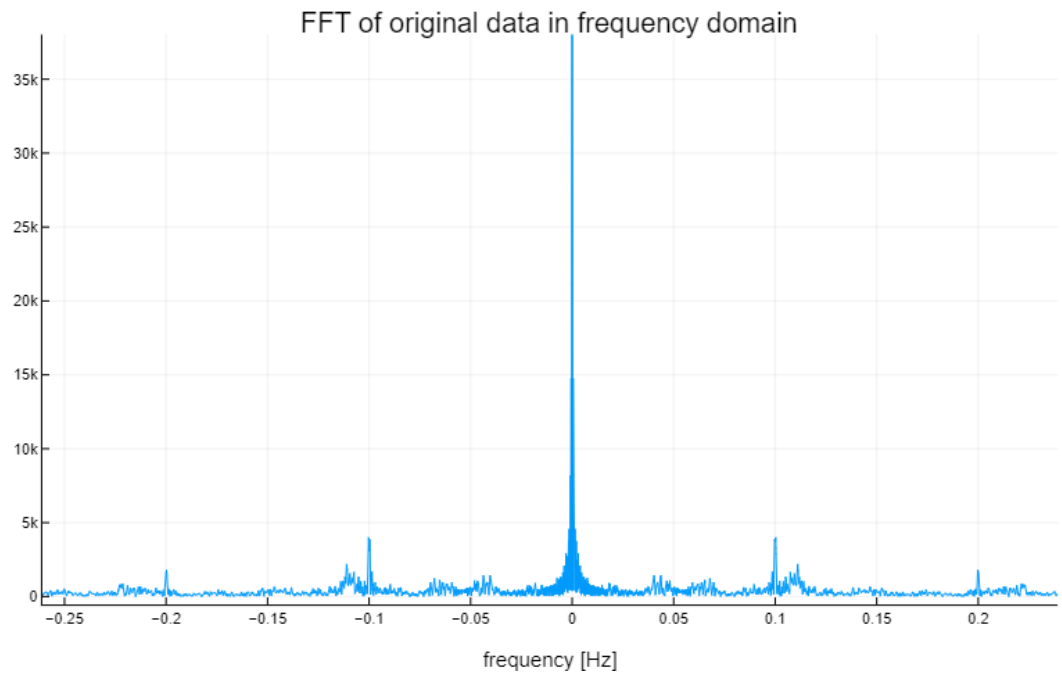 FFT of original data in frequency domain
35k
30k
25k
20k
15k
10k
5k
0
−0.25 −0.2 −0.15 −0.1 −0.05 0 0.05 0.1 0.15 0.2
frequency [Hz]